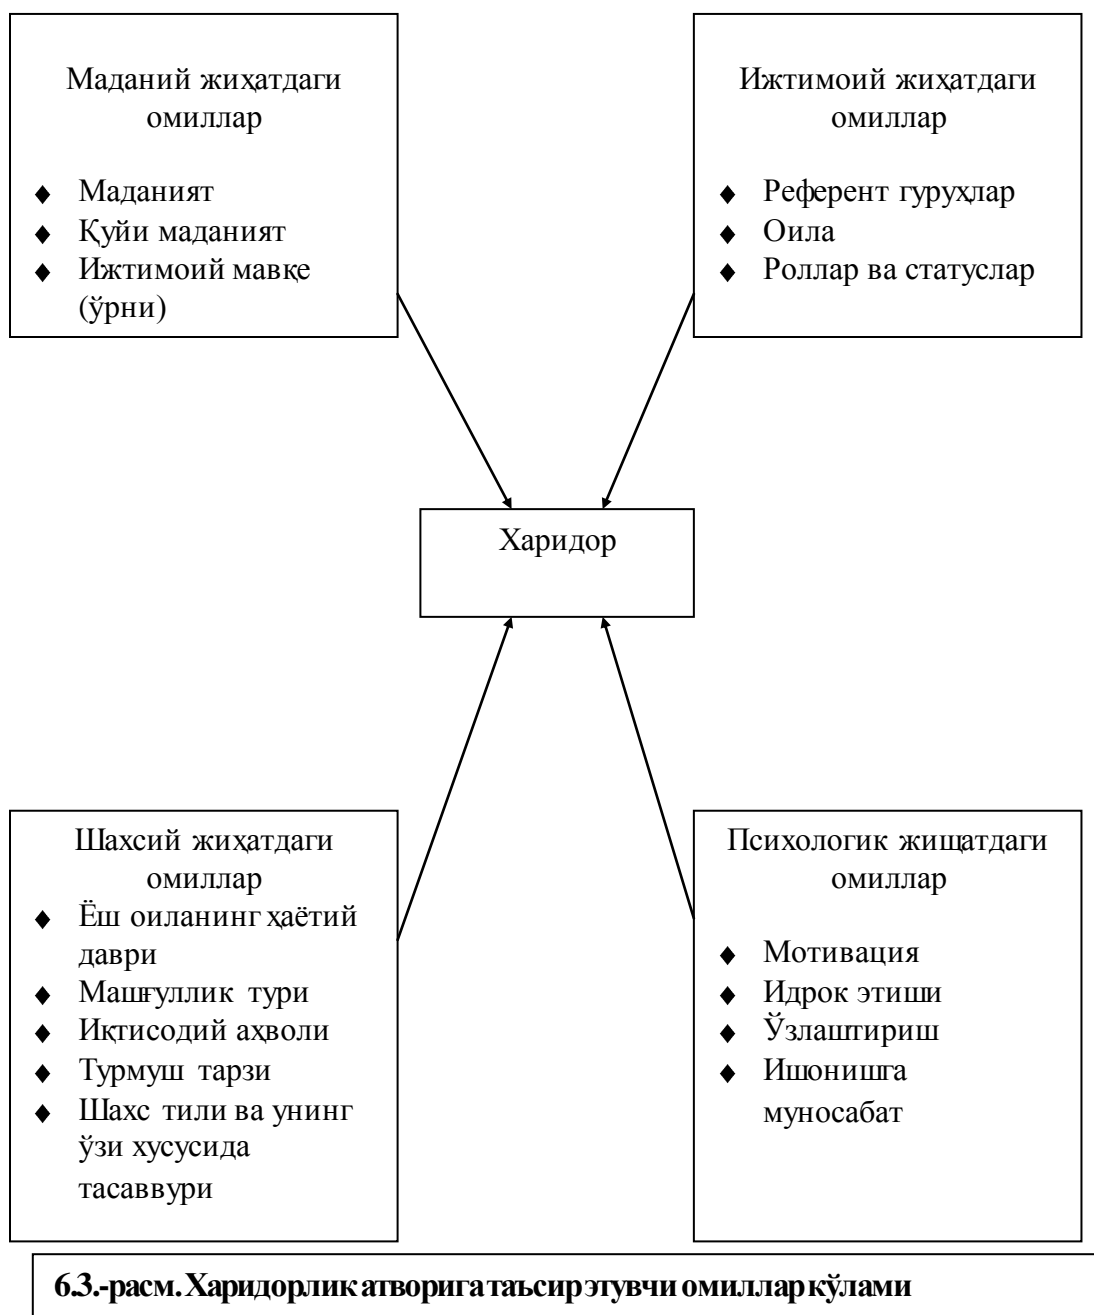 Маданий жиҳатдаги
омиллар
♦ Маданият
♦ Қуйи маданият
♦ Ижтимоий мавқе
(ўрни)
Ижтимоий жиҳатдаги
омиллар
♦ Референт гуруҳлар
♦ Оила
♦ Роллар ва статуслар
Харидор
Шахсий жиҳатдаги
омиллар
♦ Ёш оиланинг ҳаётий
даври
♦ Машғуллик тури
♦ Иқтисодий аҳволи
♦ Турмуш тарзи
♦ Шахс тили ва унинг
ўзи хусусида
тасаввури
Психологик жищатдаги
омиллар
♦ Мотивация
♦ Идрок этиши
♦ Ўзлаштириш
♦ Ишонишга
муносабат
6.3.-расм. Харидорлик атворига таъсир этувчи омиллар кўлами